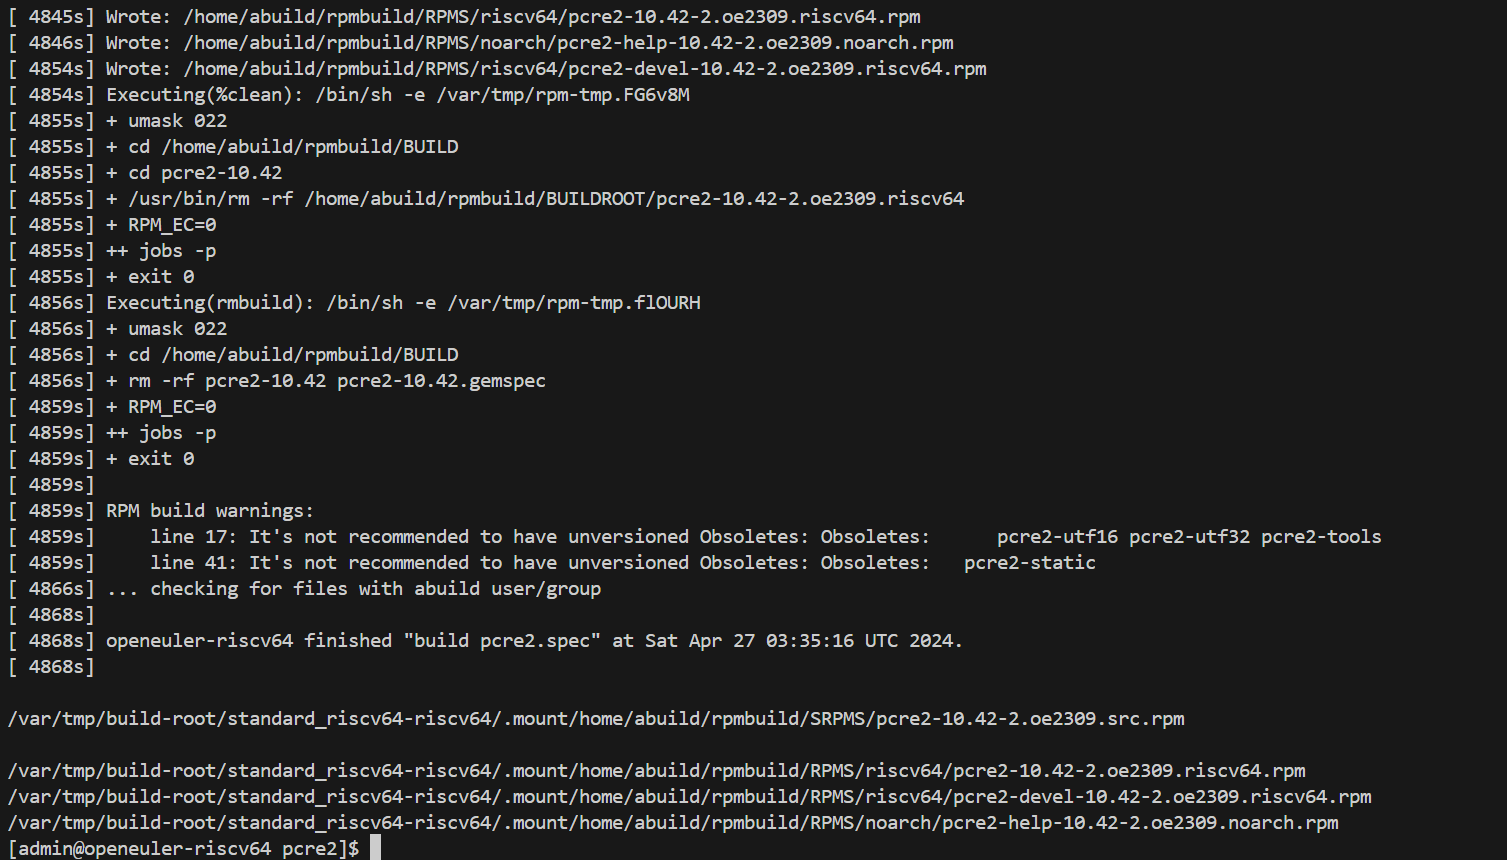 [ 4845s] Wrote: /home/abuild/rpmbuild/RPMS/riscv64/pcre2-10.42-2.oe2309.riscv64.rpm
[ 4846s] Wrote: /home/abuild/rpmbuild/RPMS/noarch/pcre2-help-10.42-2.oe2309.noarch.rpm
[ 4854s] Wrote: /home/abuild/rpmbuild/RPMS/riscv64/pcre2-devel-10.42-2.oe2309.riscv64.rpm
[ 4854s] Executing(%clean): /bin/sh -e /var/tmp/rpm-tmp.FG6v8M
[ 4855s] + umask 022
[ 4855s] + cd /home/abuild/rpmbuild/BUILD
[ 4855s] + cd pcre2-10.42
[ 4855s] + /usr/bin/rm -rf /home/abuild/rpmbuild/BUILDROOT/pcre2-10.42-2.oe2309.riscv64
[ 4855s] + RPM_EC=0
[ 4855s] ++ jobs -p
[ 4855s] + exit 0
[ 4856s] Executing(rmbuild): /bin/sh -e /var/tmp/rpm-tmp.flOURH
[ 4856s] + umask 022
[ 4856s] + cd /home/abuild/rpmbuild/BUILD
[ 4856s] + rm -rf pcre2-10.42 pcre2-10.42.gemspec
[ 4859s] + RPM_EC=0
[ 4859s] ++ jobs -p
[ 4859s] + exit 0
[ 4859s]
[ 4859s] RPM build warnings:
[ 4859s]     line 17: It's not recommended to have unversioned Obsoletes: Obsoletes:      pcre2-utf16 pcre2-utf32 pcre2-tools
[ 4859s]     line 41: It's not recommended to have unversioned Obsoletes: Obsoletes:   pcre2-static
[ 4866s] ... checking for files with abuild user/group
[ 4868s]
[ 4868s] openeuler-riscv64 finished "build pcre2.spec" at Sat Apr 27 03:35:16 UTC 2024.
[ 4868s]
/var/tmp/build-root/standard_riscv64-riscv64/.mount/home/abuild/rpmbuild/SRPMS/pcre2-10.42-2.oe2309.src.rpm
/var/tmp/build-root/standard_riscv64-riscv64/.mount/home/abuild/rpmbuild/RPMS/riscv64/pcre2-10.42-2.oe2309.riscv64.rpm
/var/tmp/build-root/standard_riscv64-riscv64/.mount/home/abuild/rpmbuild/RPMS/riscv64/pcre2-devel-10.42-2.oe2309.riscv64.rpm
/var/tmp/build-root/standard_riscv64-riscv64/.mount/home/abuild/rpmbuild/RPMS/noarch/pcre2-help-10.42-2.oe2309.noarch.rpm
[admin@openeuler-riscv64 pcre2]$